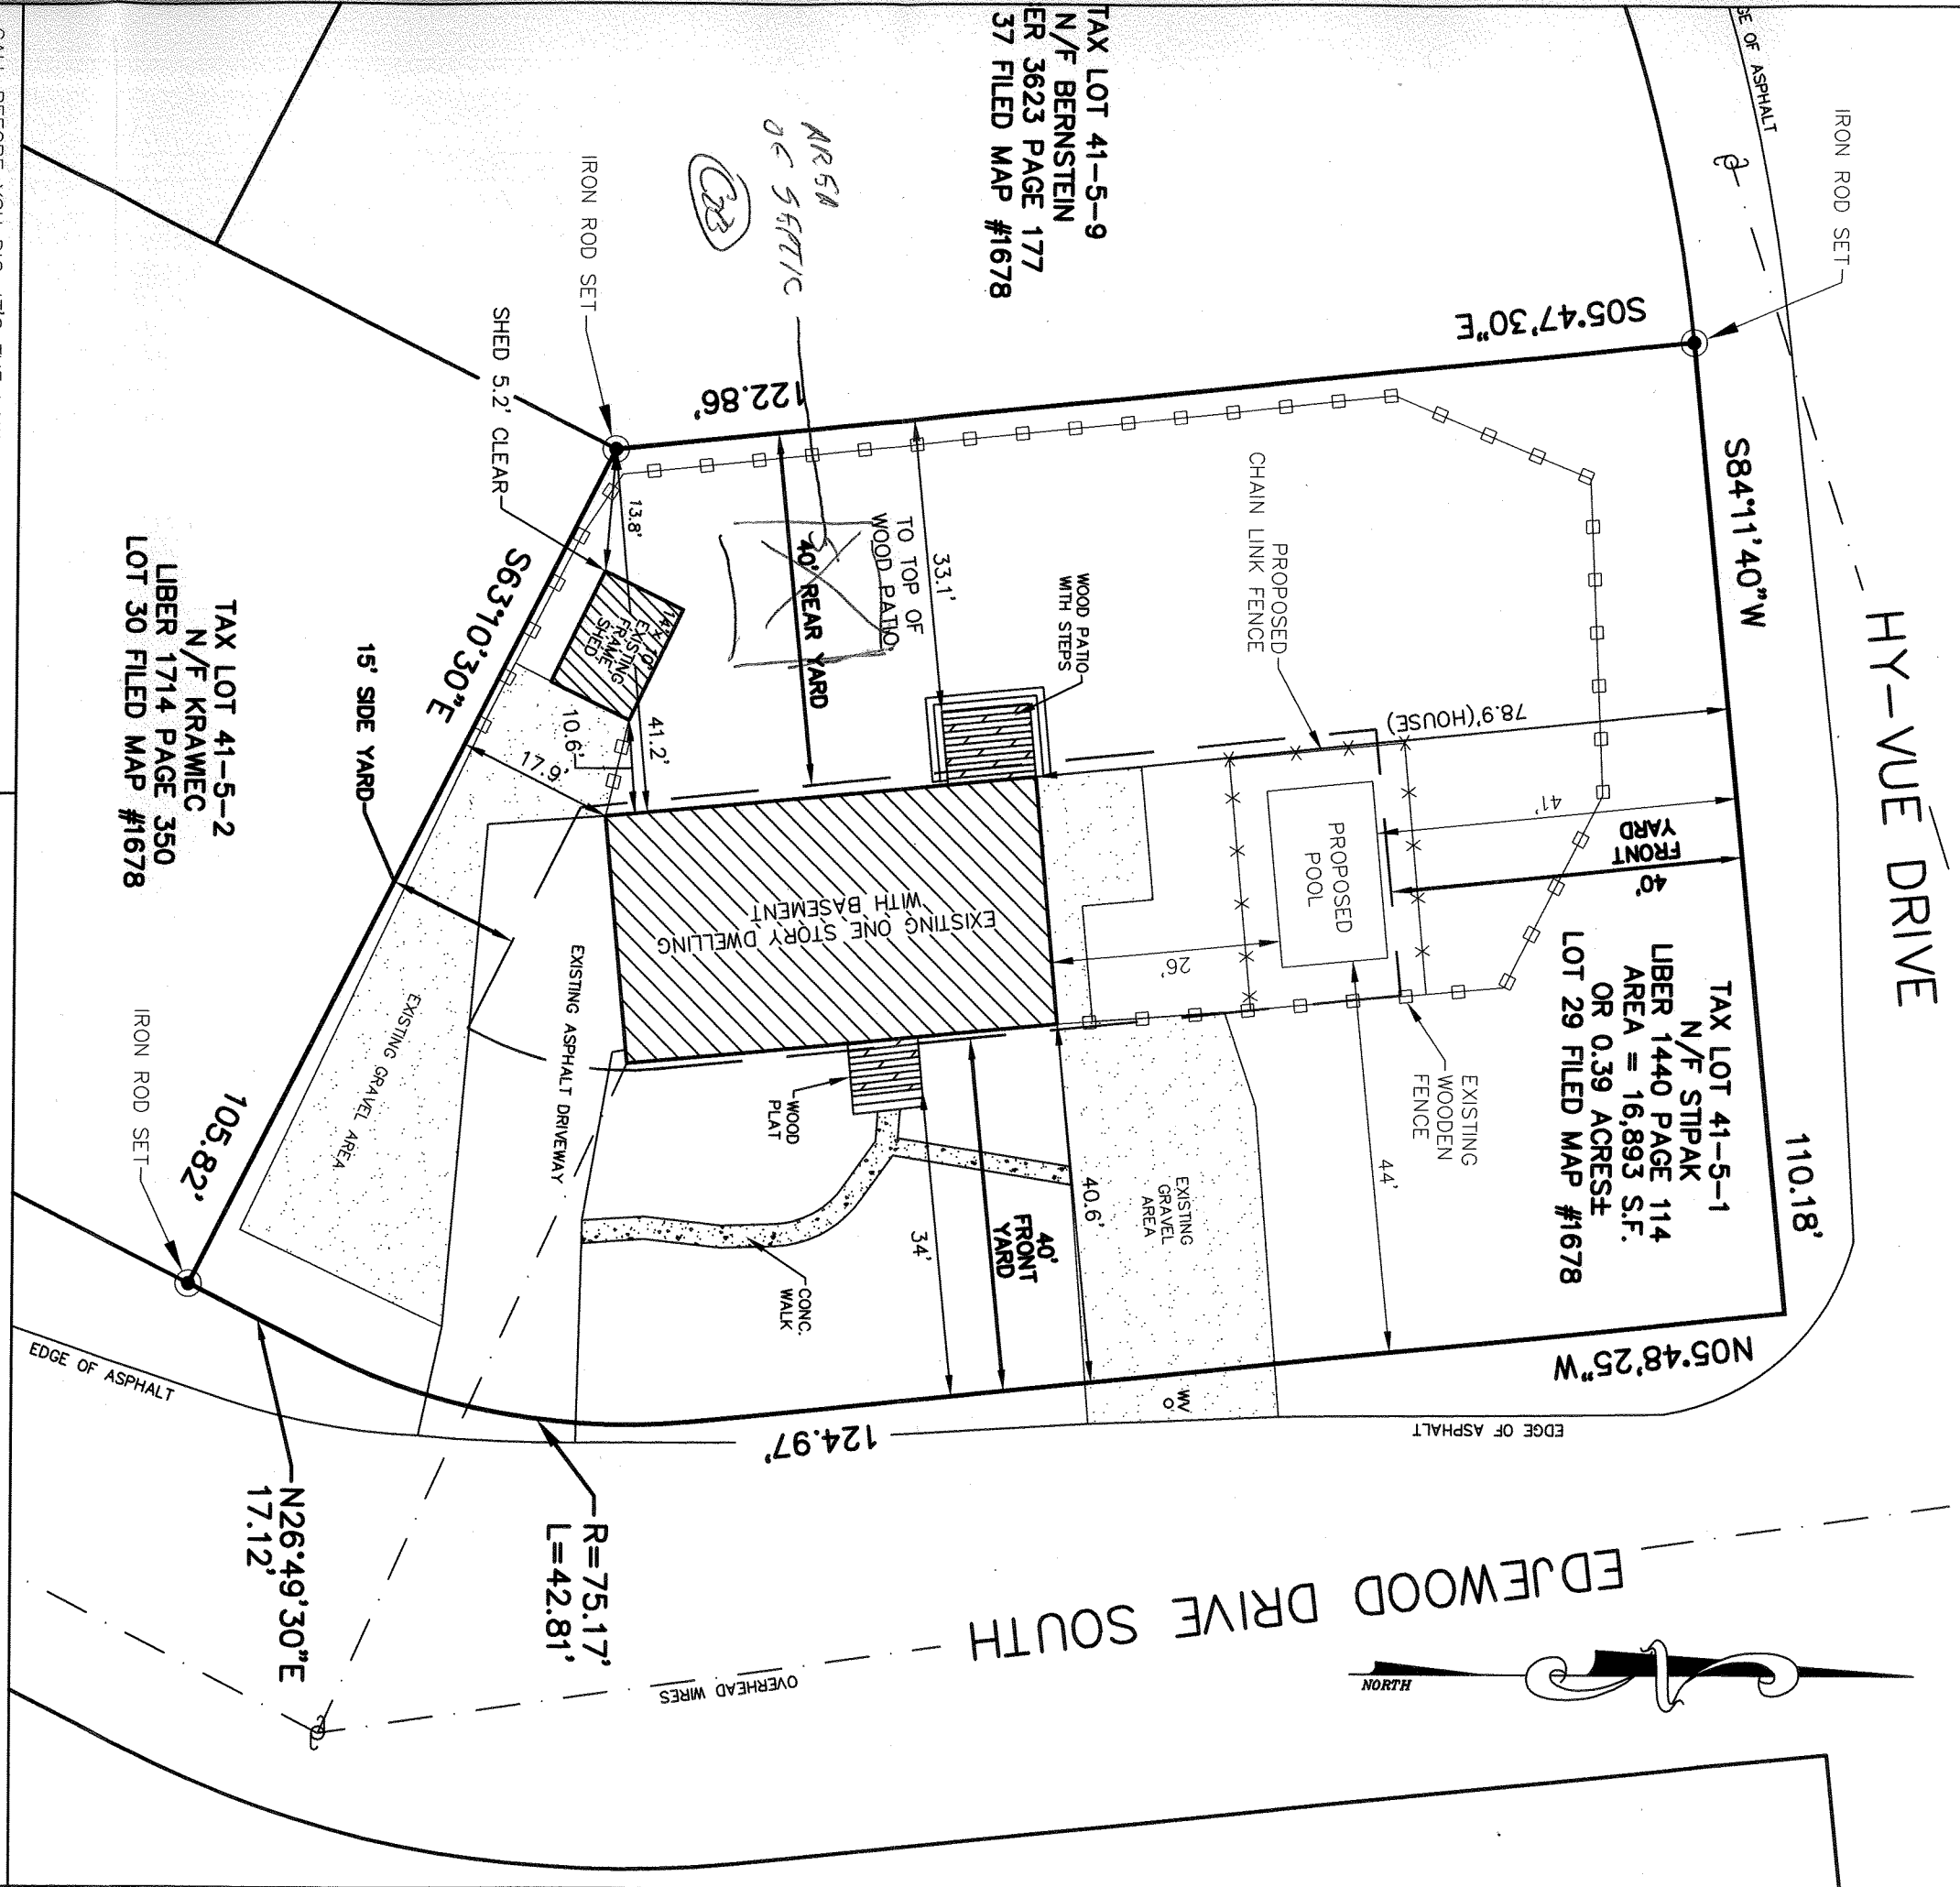 HY-VUE DRIVE
IRON ROD SET
GE OF ASPHALT
S84°11'40"W
110.18'
TAX LOT 41-5-1
N/F STIPAK
LIBER 1440 PAGE 114
AREA = 16,893 S.F.
OR 0.39 ACRES±
LOT 29 FILED MAP #1678
N05°48'25"W
EDGE OF ASPHALT
124.97'
EDJEWOOD DRIVE SOUTH
NORTH
OVERHEAD WIRES
R=75.17'
L=42.81'
N26°49'30"E
17.12'
EDGE OF ASPHALT
IRON ROD SET
105.82'
S63°10'30"E
15' SIDE YARD
TAX LOT 41-5-2
N/F KRAWIEC
LIBER 1714 PAGE 350
LOT 30 FILED MAP #1678
SHED 5.2' CLEAR
IRON ROD SET
122.86'
S05°47'30"E
TAX LOT 41-5-9
N/F BERNSTEIN
ER 3623 PAGE 177
37 FILED MAP #1678
AREA
OF SEPTIC
40'
FRONT
YARD
41'
78.9'(HOUSE)
PROPOSED
CHAIN LINK FENCE
PROPOSED
POOL
26'
44'
EXISTING
WOODEN
FENCE
EXISTING
GRAVEL
AREA
WV
40.6'
40'
FRONT
YARD
34'
CONC.
WALK
WOOD
PLAT
WOOD PATIO
WITH STEPS
33.1'
TO TOP OF
WOOD PATIO
40' REAR YARD
EXISTING ONE STORY DWELLING
WITH BASEMENT
EXISTING ASPHALT DRIVEWAY
EXISTING GRAVEL AREA
13.8'
14'x 10'
EXISTING
FRAME
SHED
41.2'
10.6'
17.9'